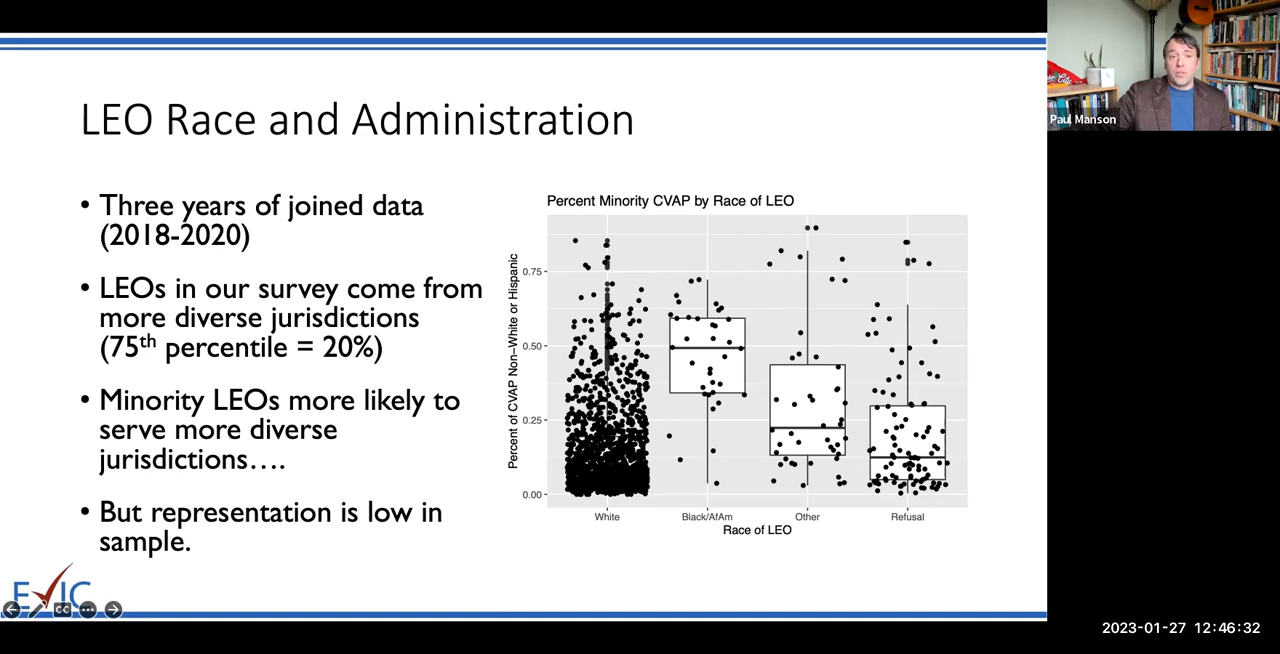 LEO Race and Administration
• Three years of joined data
(2018-2020)
• LEOs in our survey come from
more diverse jurisdictions
(75th percentile = 20%)
• Minority LEOs more likely to
serve more diverse
jurisdictions….
• But representation is low in
sample.
Percent Minority CVAP by Race of LEO
Percent of CVAP Non−White or Hispanic
0.75
0.50
0.25
0.00
White Black/AfAm Other Refusal
Race of LEO
CC
Paul Manson
2023-01-27 12:46:32